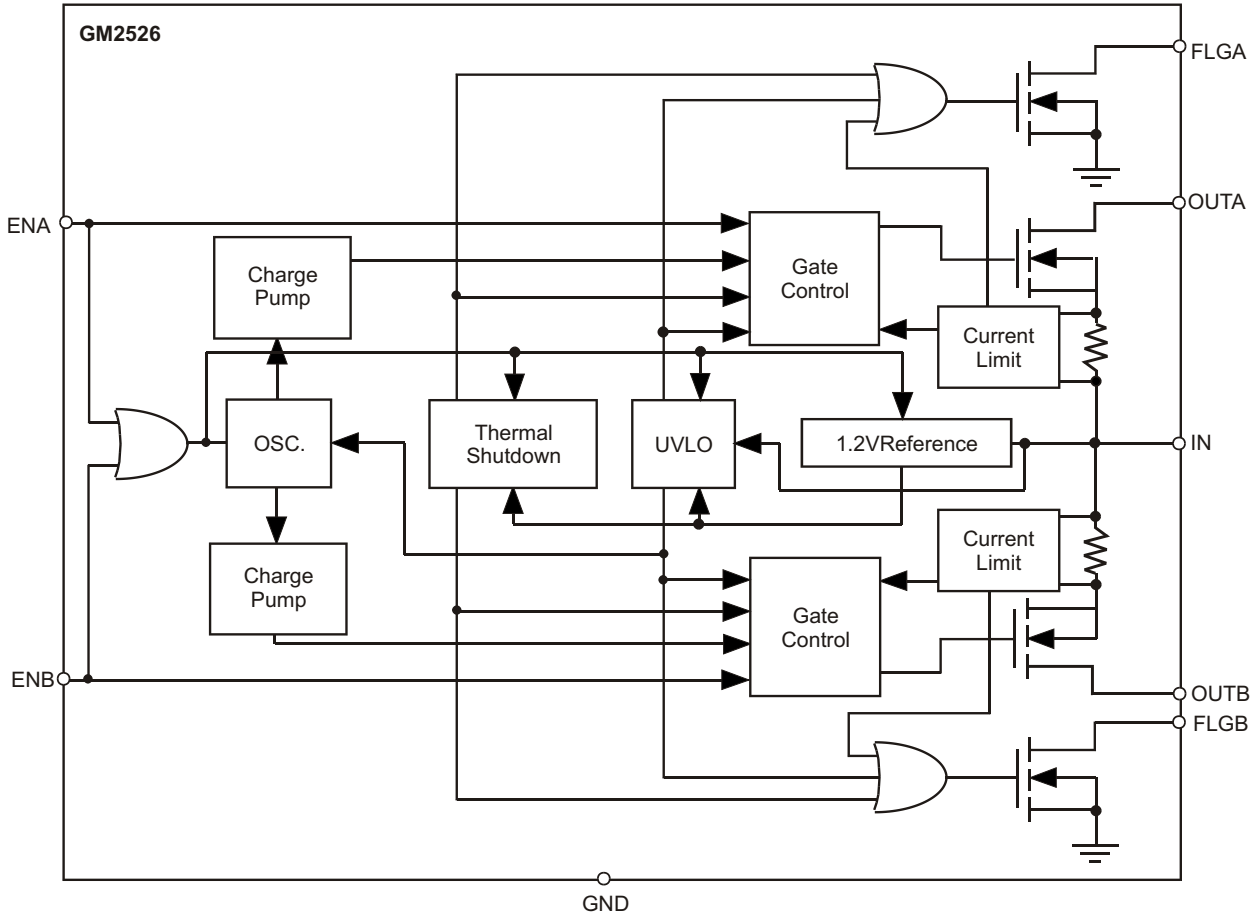 GM2526
FLGA
OUTA
ENA
Charge
Pump
Gate
Control
Current
Limit
OSC.
Thermal
Shutdown
UVLO
1.2VReference
IN
Current
Limit
Charge
Pump
Gate
Control
ENB
OUTB
FLGB
GND